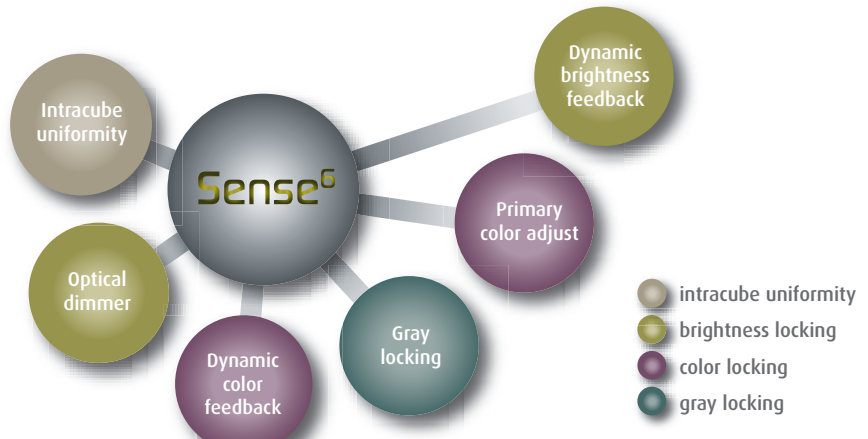 Dynamic
brightness
feedback
Intracube
uniformity
Sense⁶
Primary
color adjust
Optical
dimmer
Gray
locking
Dynamic
color
feedback
intracube uniformity
brightness locking
color locking
gray locking